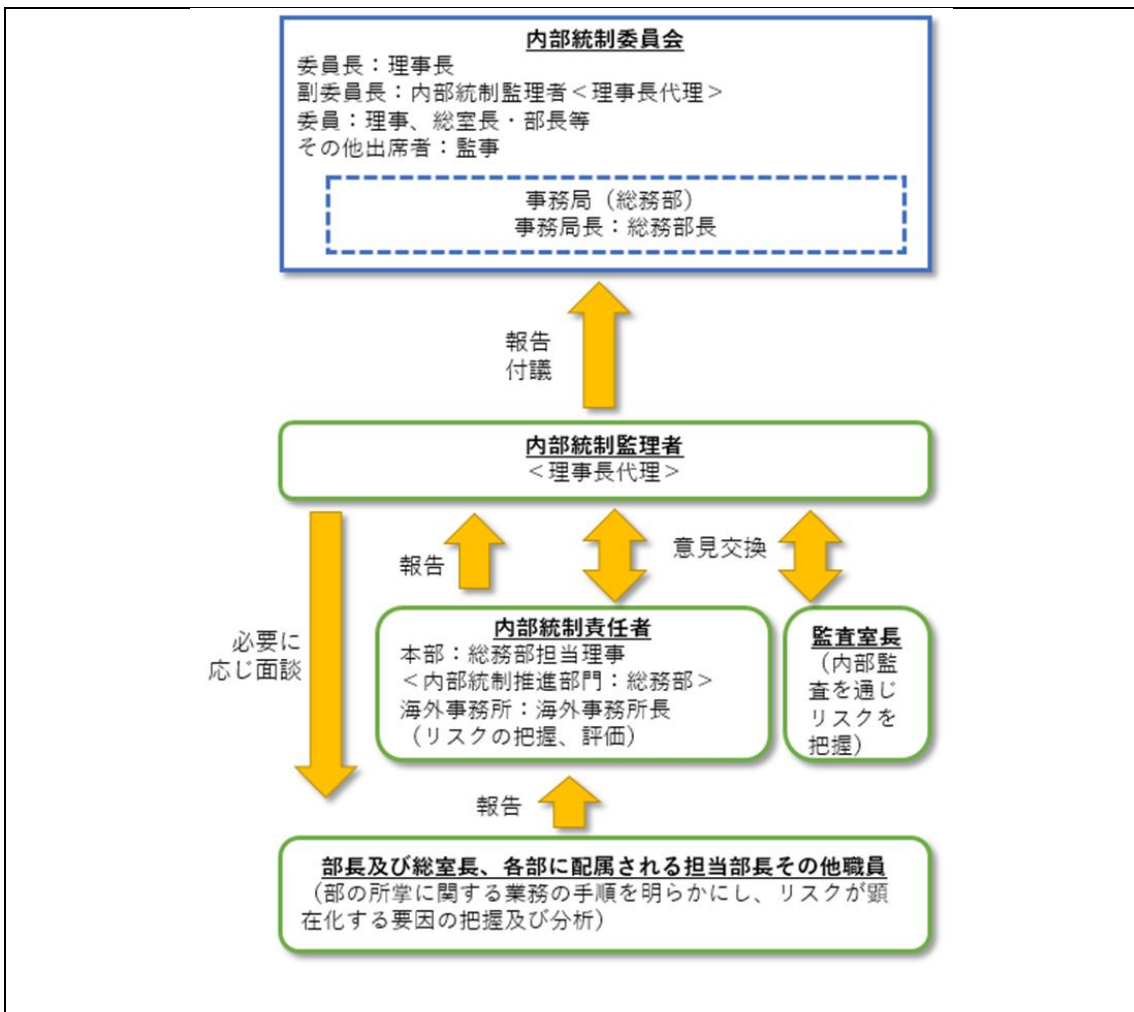 内部統制委員会
委員長：理事長
副委員長：内部統制監理者＜理事長代理＞
委員：理事、総室長・部長等
その他出席者：監事
事務局（総務部）
事務局長：総務部長
報告
付議
内部統制監理者
＜理事長代理＞
報告
意見交換
必要に
応じ面談
内部統制責任者
本部：総務部担当理事
＜内部統制推進部門：総務部＞
海外事務所：海外事務所長
（リスクの把握、評価）
監査室長
（内部監
査を通じ
リスクを
把握）
報告
部長及び総室長、各部に配属される担当部長その他職員
（部の所掌に関する業務の手順を明らかにし、リスクが顕
在化する要因の把握及び分析）